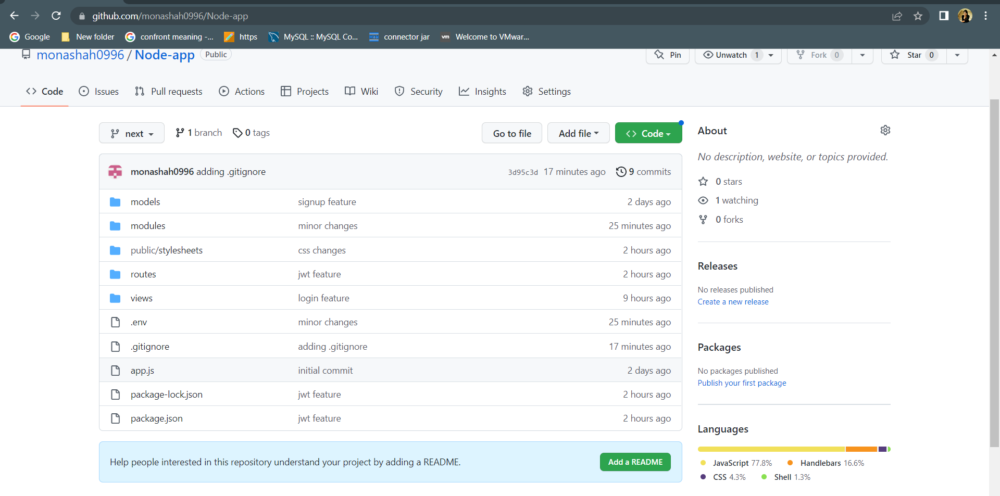 github.com/monashah0996/Node-app
Google New folder confront meaning -... https MySQL :: MySQL Co... connector jar vm Welcome to VMwar...
monashah0996 / Node-app Public Pin Unwatch 1 Fork 0 Star 0
Code Issues Pull requests Actions Projects Wiki Security Insights Settings
next 1 branch 0 tags Go to file Add file Code
monashah0996 adding .gitignore 3d95c3d 17 minutes ago 9 commits
models signup feature 2 days ago
modules minor changes 25 minutes ago
public/stylesheets css changes 2 hours ago
routes jwt feature 2 hours ago
views login feature 9 hours ago
.env minor changes 25 minutes ago
.gitignore adding .gitignore 17 minutes ago
app.js initial commit 2 days ago
package-lock.json jwt feature 2 hours ago
package.json jwt feature 2 hours ago
Help people interested in this repository understand your project by adding a README. Add a README
About
No description, website, or topics provided.
0 stars
1 watching
0 forks
Releases
No releases published
Create a new release
Packages
No packages published
Publish your first package
Languages
JavaScript 77.8% Handlebars 16.6%
CSS 4.3% Shell 1.3%